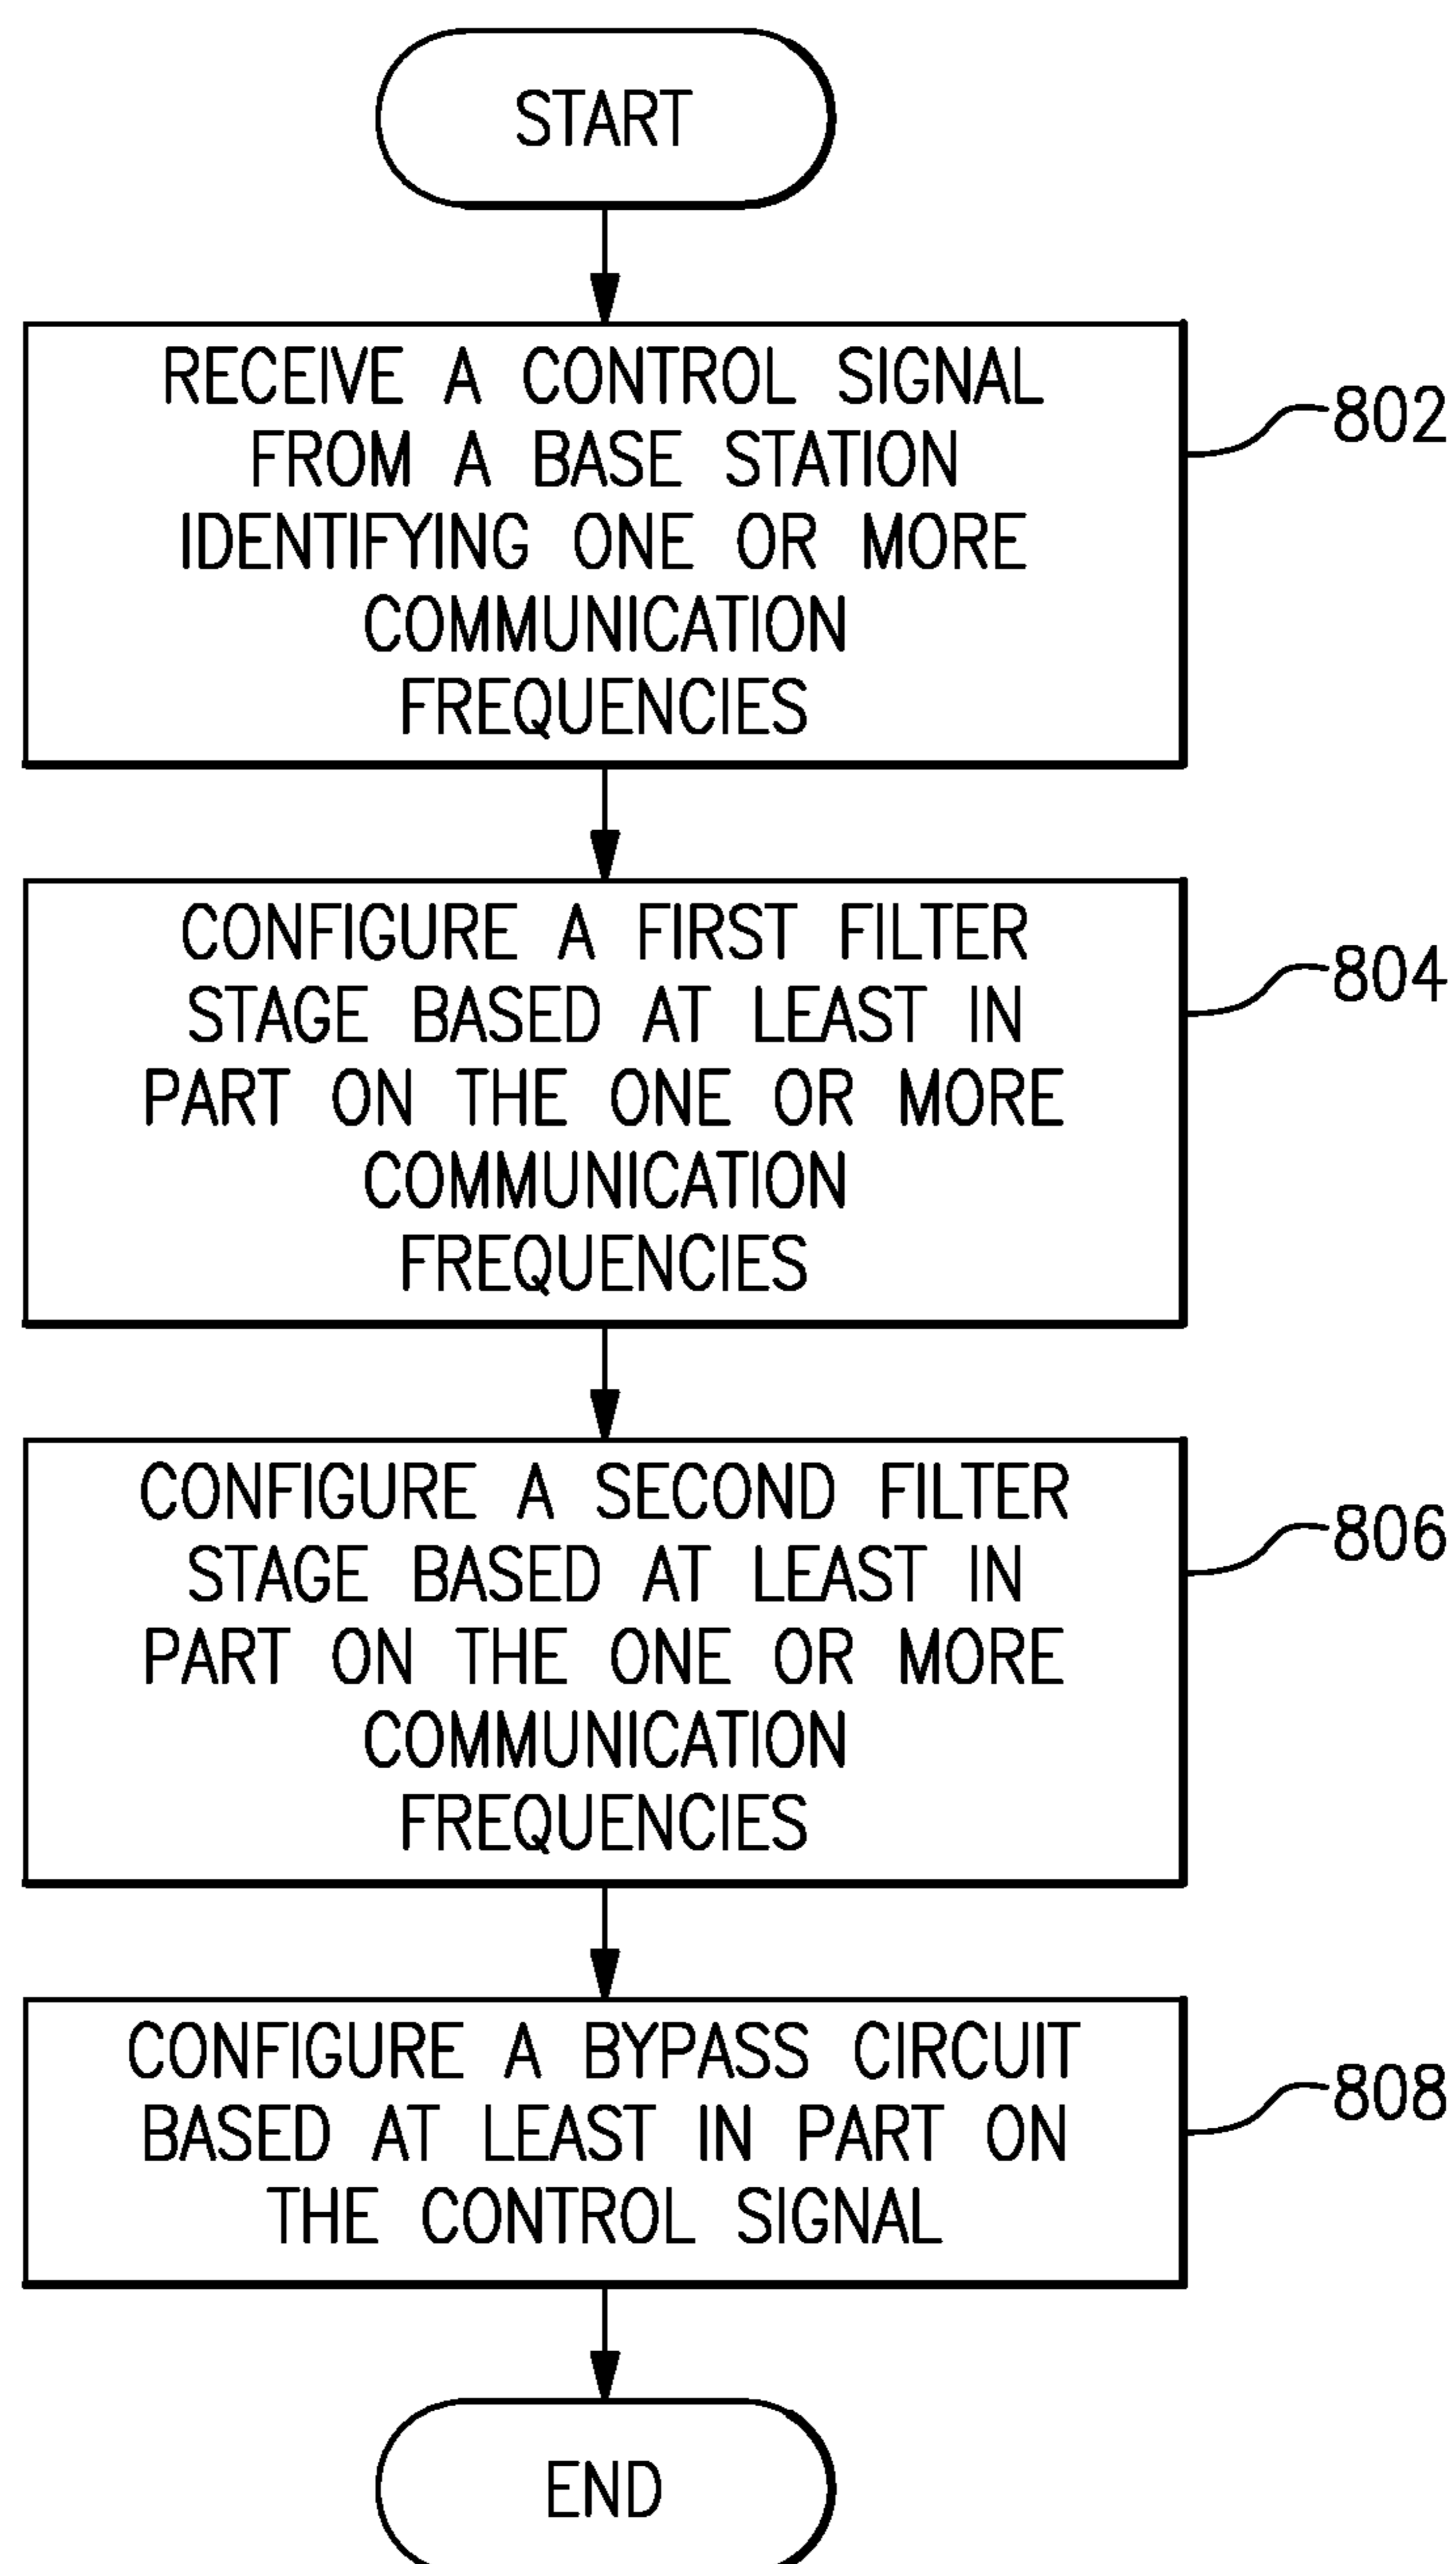 START
RECEIVE A CONTROL SIGNAL
FROM A BASE STATION
IDENTIFYING ONE OR MORE
COMMUNICATION
FREQUENCIES
802
CONFIGURE A FIRST FILTER
STAGE BASED AT LEAST IN
PART ON THE ONE OR MORE
COMMUNICATION
FREQUENCIES
804
CONFIGURE A SECOND FILTER
STAGE BASED AT LEAST IN
PART ON THE ONE OR MORE
COMMUNICATION
FREQUENCIES
806
CONFIGURE A BYPASS CIRCUIT
BASED AT LEAST IN PART ON
THE CONTROL SIGNAL
808
END